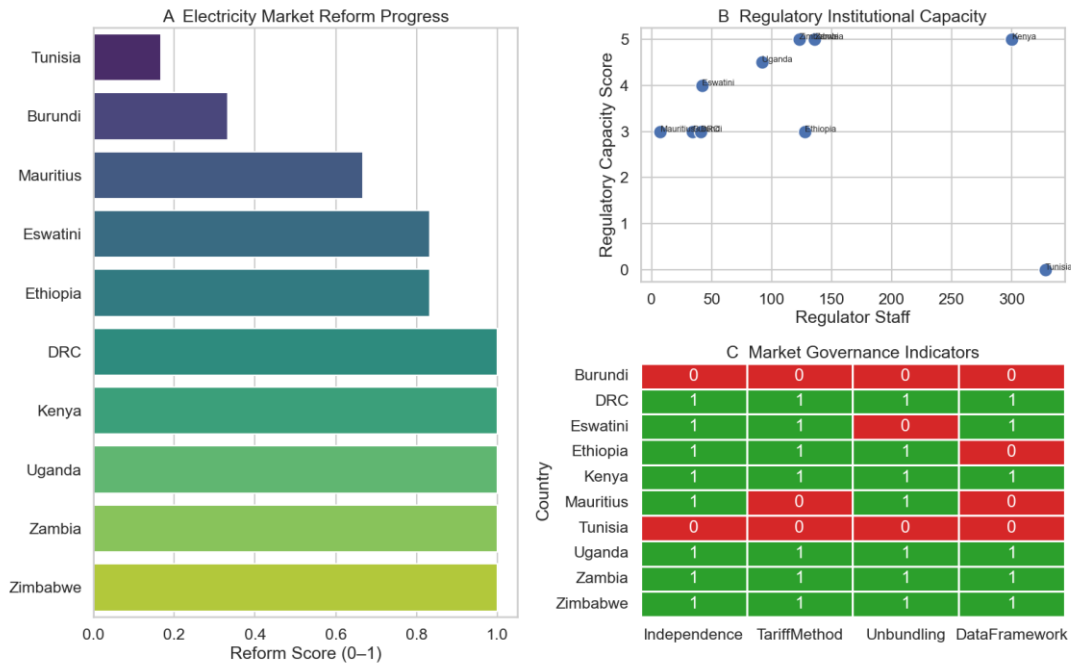 A Electricity Market Reform Progress
Tunisia
Burundi
Mauritius
Eswatini
Ethiopia
DRC
Kenya
Uganda
Zambia
Zimbabwe
0.0 0.2 0.4 0.6 0.8 1.0
Reform Score (0–1)
B Regulatory Institutional Capacity
Regulatory Capacity Score
5
4
3
2
1
0
Kenya
Uganda
Eswatini
Mauritius
Ethiopia
Tunisia
0 50 100 150 200 250 300
Regulator Staff
C Market Governance Indicators
Country
Burundi 0 0 0 0
DRC 1 1 1 1
Eswatini 1 1 0 1
Ethiopia 1 1 1 0
Kenya 1 1 1 1
Mauritius 1 0 1 0
Tunisia 0 0 0 0
Uganda 1 1 1 1
Zambia 1 1 1 1
Zimbabwe 1 1 1 1
Independence TariffMethod Unbundling DataFramework